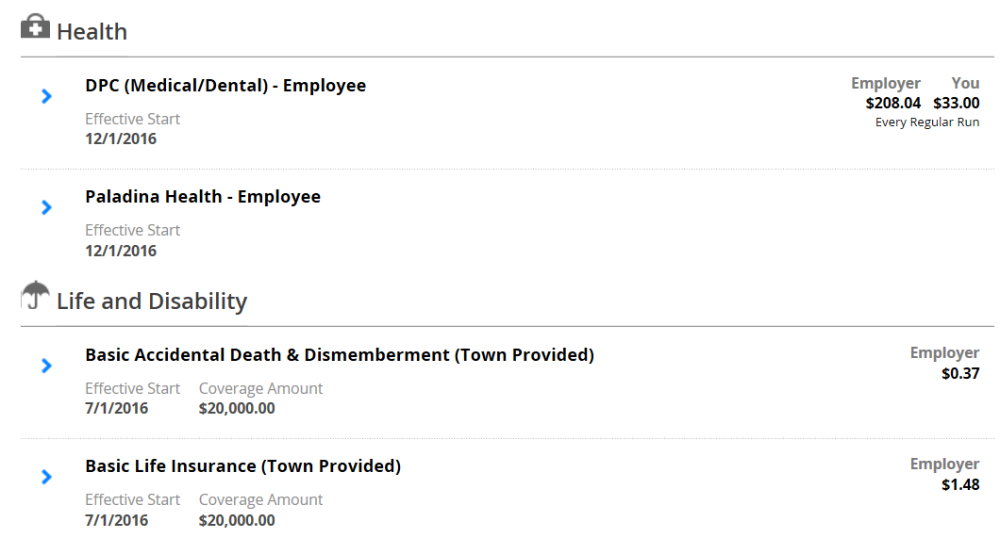 Health
DPC (Medical/Dental) - Employee
Employer You
$208.04 $33.00
Every Regular Run
Effective Start
12/1/2016
Paladina Health - Employee
Effective Start
12/1/2016
Life and Disability
Basic Accidental Death & Dismemberment (Town Provided)
Employer
$0.37
Effective Start Coverage Amount
7/1/2016 $20,000.00
Basic Life Insurance (Town Provided)
Employer
$1.48
Effective Start Coverage Amount
7/1/2016 $20,000.00